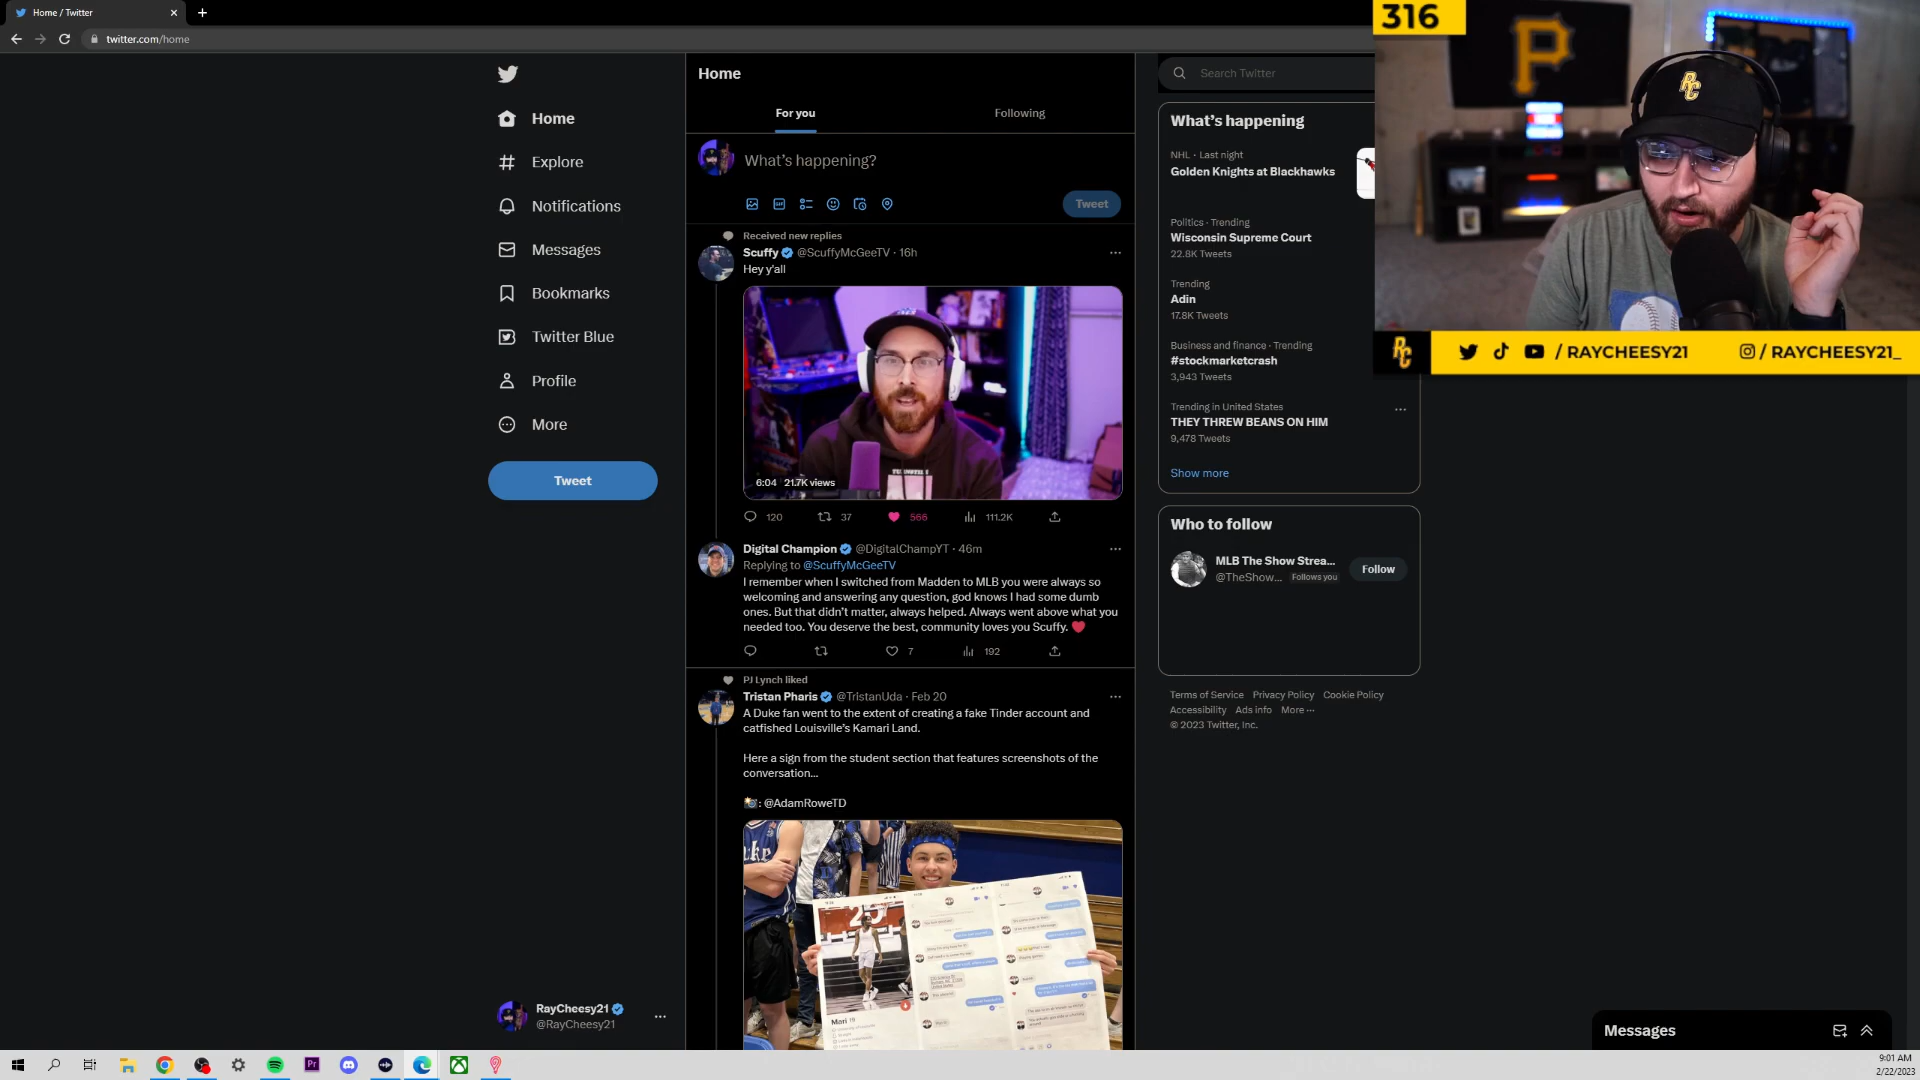 Home / Twitter
twitter.com/home
Home
Explore
Notifications
Messages
Bookmarks
Twitter Blue
Profile
More
Tweet
RayCheesy21
@RayCheesy21
Home
For you
Following
What's happening?
Tweet
Received new replies
Scuffy @ScuffyMcGeeTV · 16h
Hey y'all
6:04 21.7K views
120 37 566 111.2K
Digital Champion @DigitalChampYT · 46m
Replying to @ScuffyMcGeeTV
I remember when I switched from Madden to MLB you were always so
welcoming and answering any question, god knows I had some dumb
ones. But that didn't matter, always helped. Always went above what you
needed too. You deserve the best, community loves you Scuffy. ❤️
7 192
PJ Lynch liked
Tristan Pharis @TristanUda · Feb 20
A Duke fan went to the extent of creating a fake Tinder account and
catfished Louisville's Kamari Land.
Here a sign from the student section that features screenshots of the
conversation...
📸: @AdamRoweTD
Mari
Search Twitter
What's happening
NHL · Last night
Golden Knights at Blackhawks
Politics · Trending
Wisconsin Supreme Court
22.8K Tweets
Trending
Adin
17.8K Tweets
Business and finance · Trending
#stockmarketcrash
3,943 Tweets
Trending in United States
THEY THREW BEANS ON HIM
9,478 Tweets
Show more
Who to follow
MLB The Show Strea...
@TheShow... Follows you
Follow
Terms of Service Privacy Policy Cookie Policy
Accessibility Ads info More ···
© 2023 Twitter, Inc.
316
P
RC
RC
/ RAYCHEESY21
/ RAYCHEESY21_
Messages
Pr
9:01 AM
2/22/2023